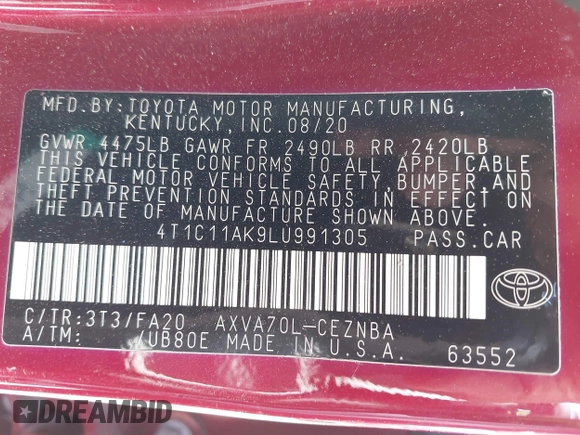 MFD.BY:TOYOTA MOTOR MANUFACTURING,
KENTUCKY, INC. 08/20
GVWR 4475LB GAWR FR 2490LB RR 2420LB
THIS VEHICLE CONFORMS TO ALL APPLICABLE
FEDERAL MOTOR VEHICLE SAFETY, BUMPER, AND
THEFT PREVENTION STANDARDS IN EFFECT ON
THE DATE OF MANUFACTURE SHOWN ABOVE.
4T1C11AK9LU991305 PASS.CAR
C/TR:3T3/FA20 AXVA70L-CEZNBA
A/TM: /UB80E MADE IN U.S.A. 63552
DREAMBID